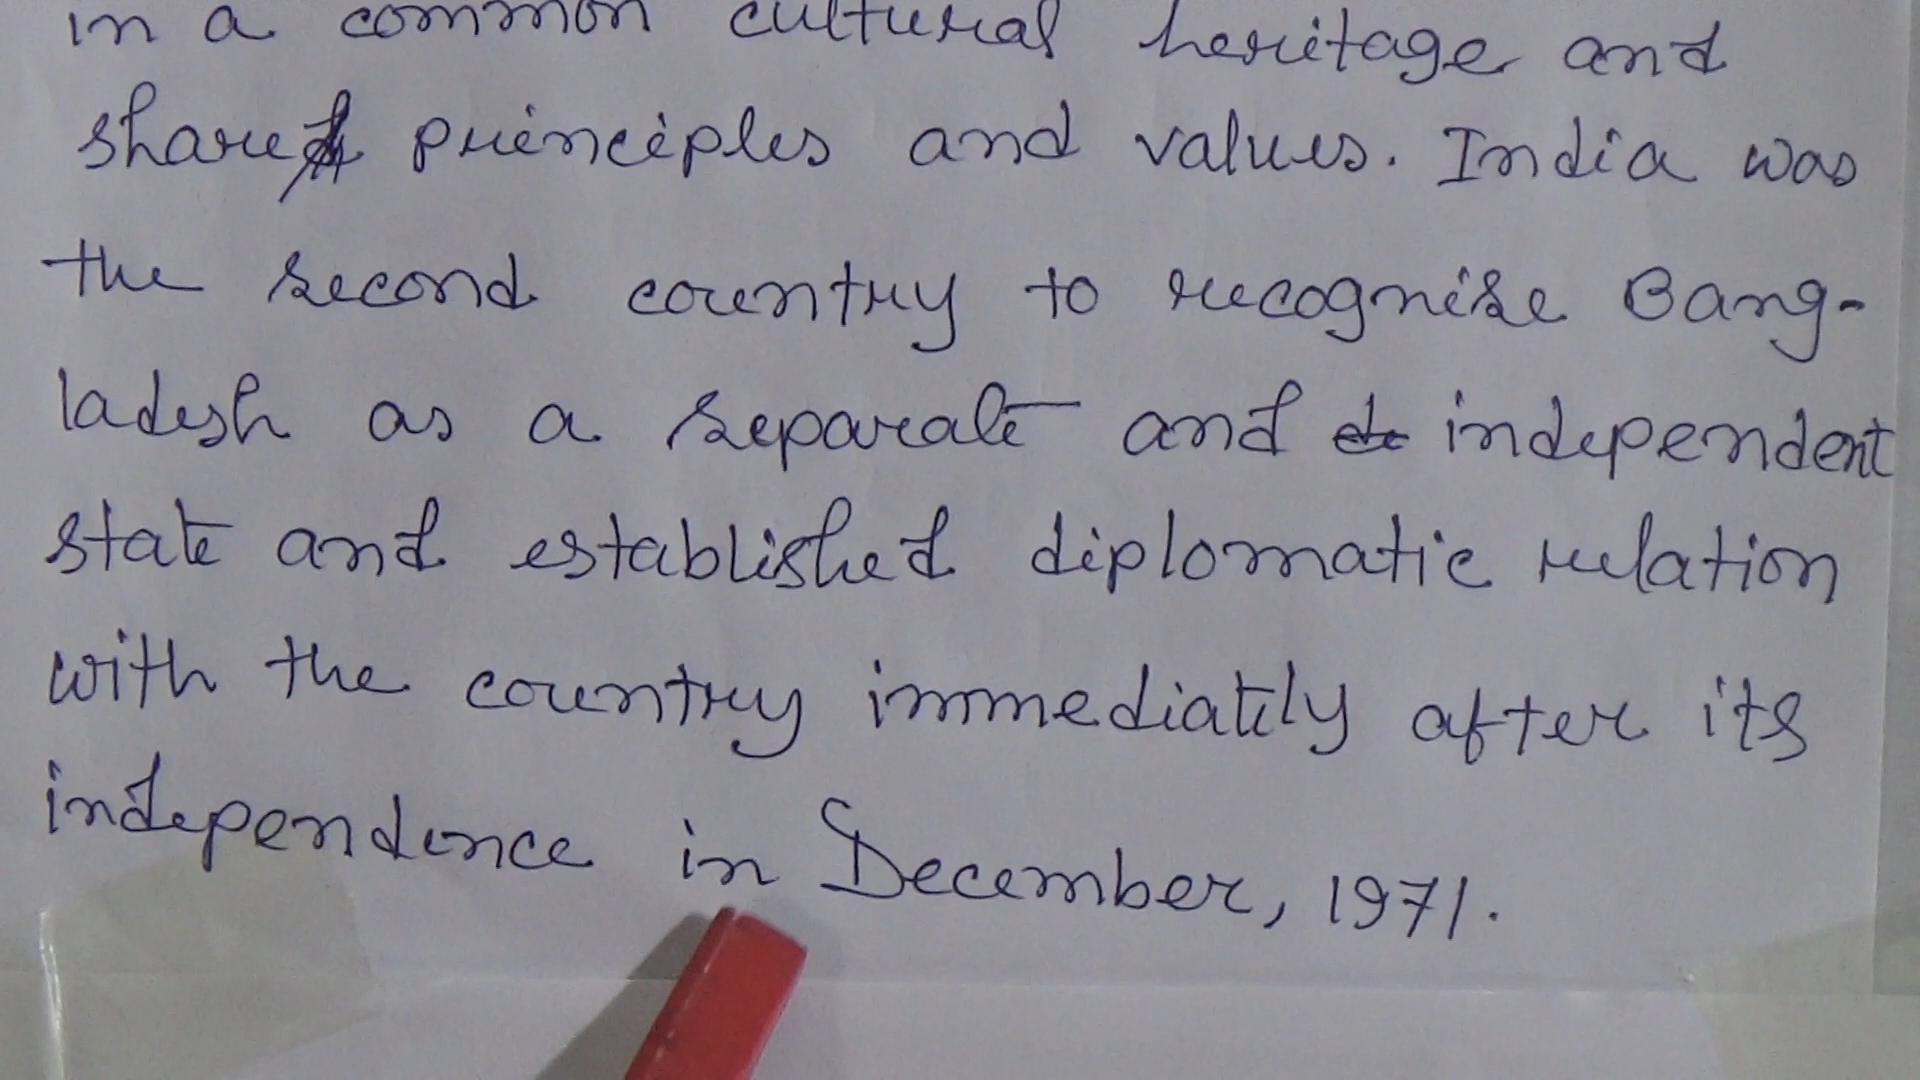 in a common cultural heritage and
shared principles and values. India was
the second country to recognise Bang-
ladesh as a separate and independent
state and established diplomatic relation
with the country immediately after its
independence in December, 1971.